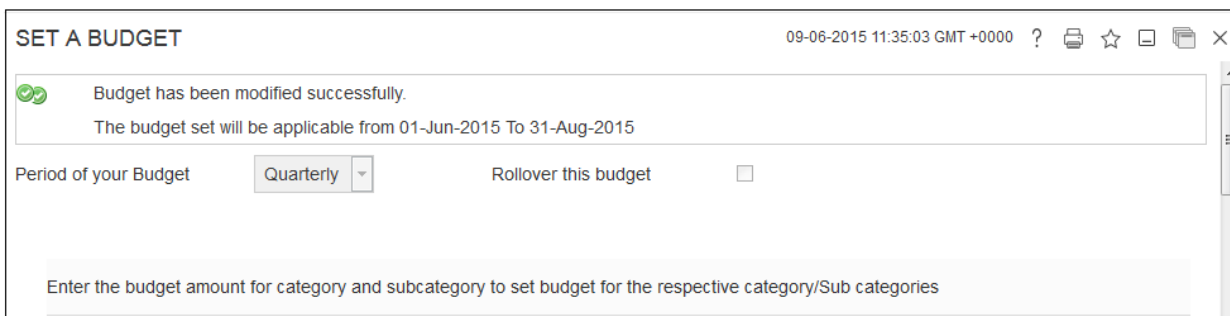 SET A BUDGET 09-06-2015 11:35:03 GMT +0000 ?
Budget has been modified successfully.
The budget set will be applicable from 01-Jun-2015 To 31-Aug-2015
Period of your Budget Quarterly Rollover this budget
Enter the budget amount for category and subcategory to set budget for the respective category/Sub categories